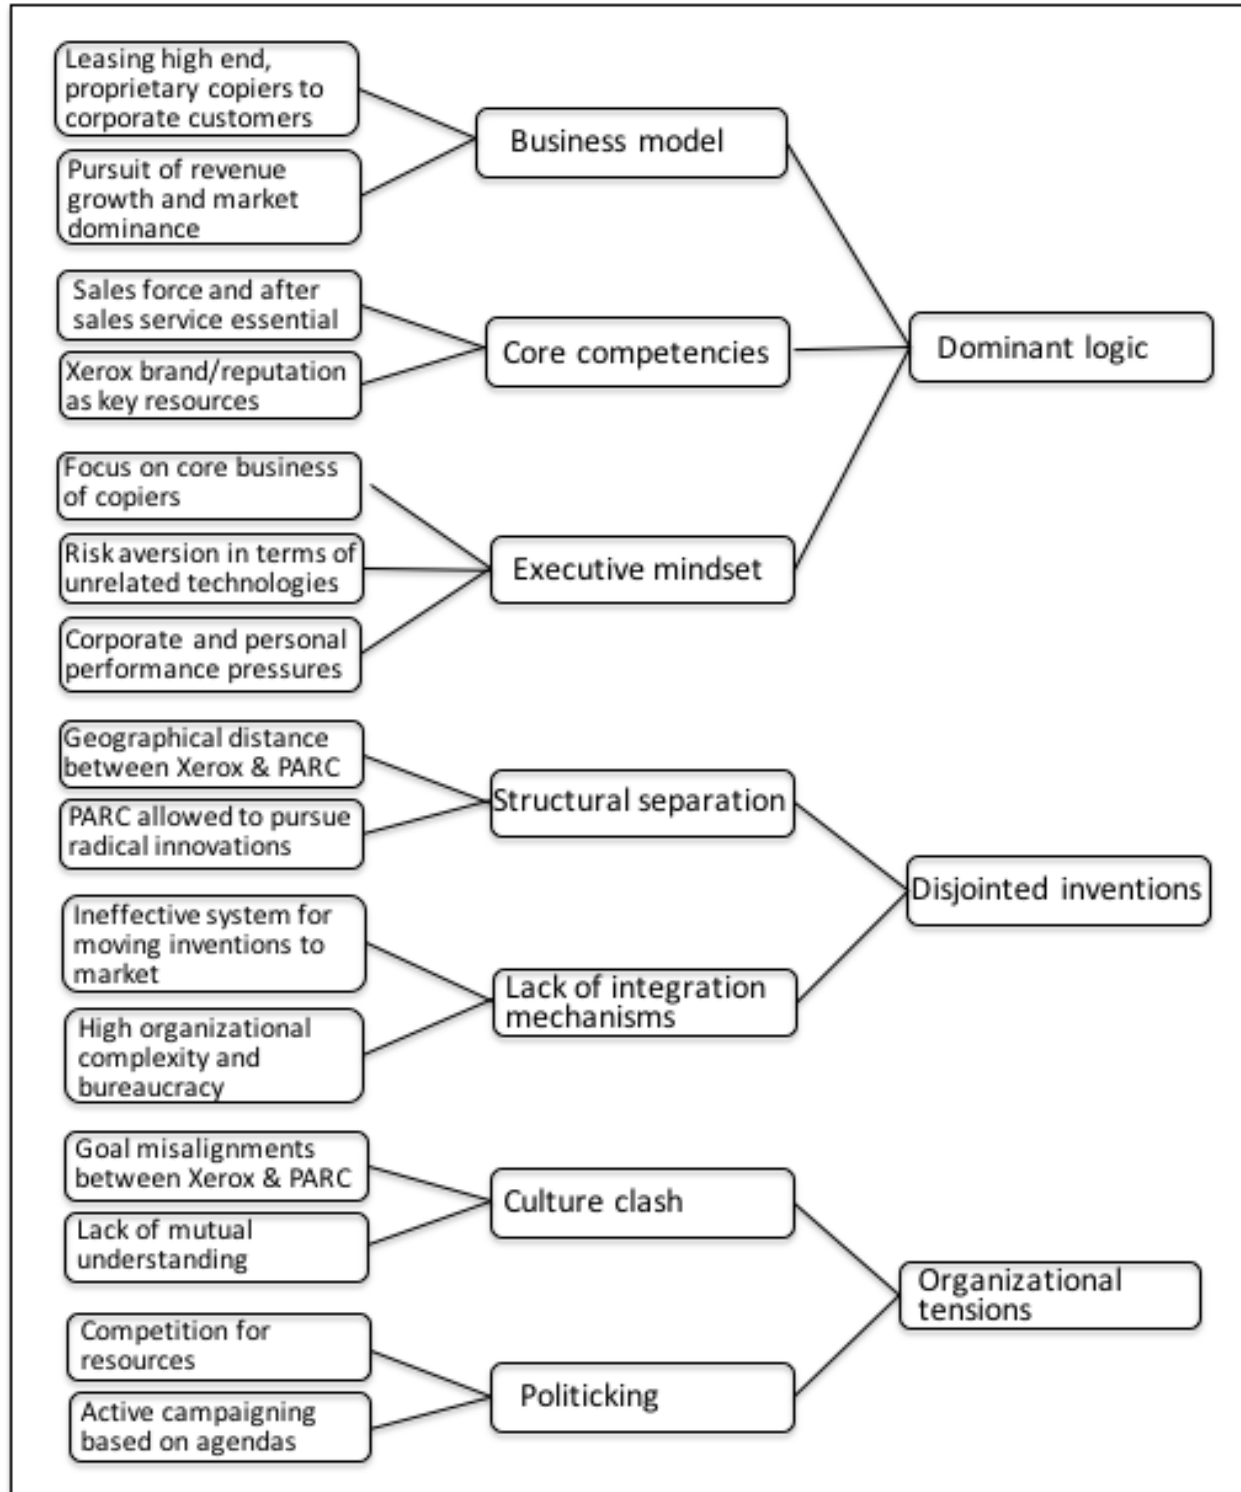 Leasing high end,
proprietary copiers to
corporate customers
Business model
Pursuit of revenue
growth and market
dominance
Sales force and after
sales service essential
Core competencies
Dominant logic
Xerox brand/reputation
as key resources
Focus on core business
of copiers
Risk aversion in terms of
unrelated technologies
Executive mindset
Corporate and personal
performance pressures
Geographical distance
between Xerox & PARC
Structural separation
PARC allowed to pursue
radical innovations
Disjointed inventions
Ineffective system for
moving inventions to
market
Lack of integration
mechanisms
High organizational
complexity and
bureaucracy
Goal misalignments
between Xerox & PARC
Culture clash
Lack of mutual
understanding
Organizational
tensions
Competition for
resources
Politicking
Active campaigning
based on agendas